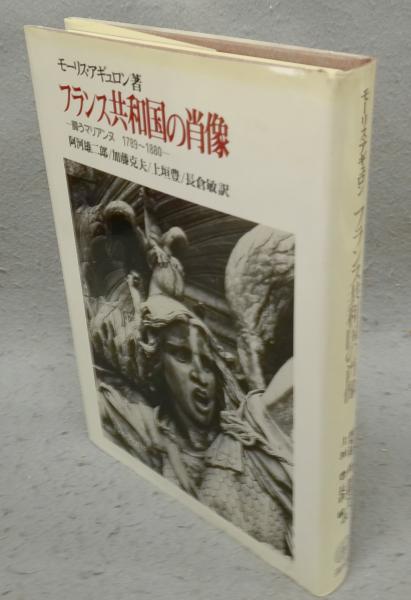 モーリス・アギュロン著
フランス共和国の肖像
―闘うマリアンヌ 1789〜1880―
阿河雄二郎/加藤克夫/上垣豊/長倉敏訳
モーリス・アギュロン フランス共和国の肖像